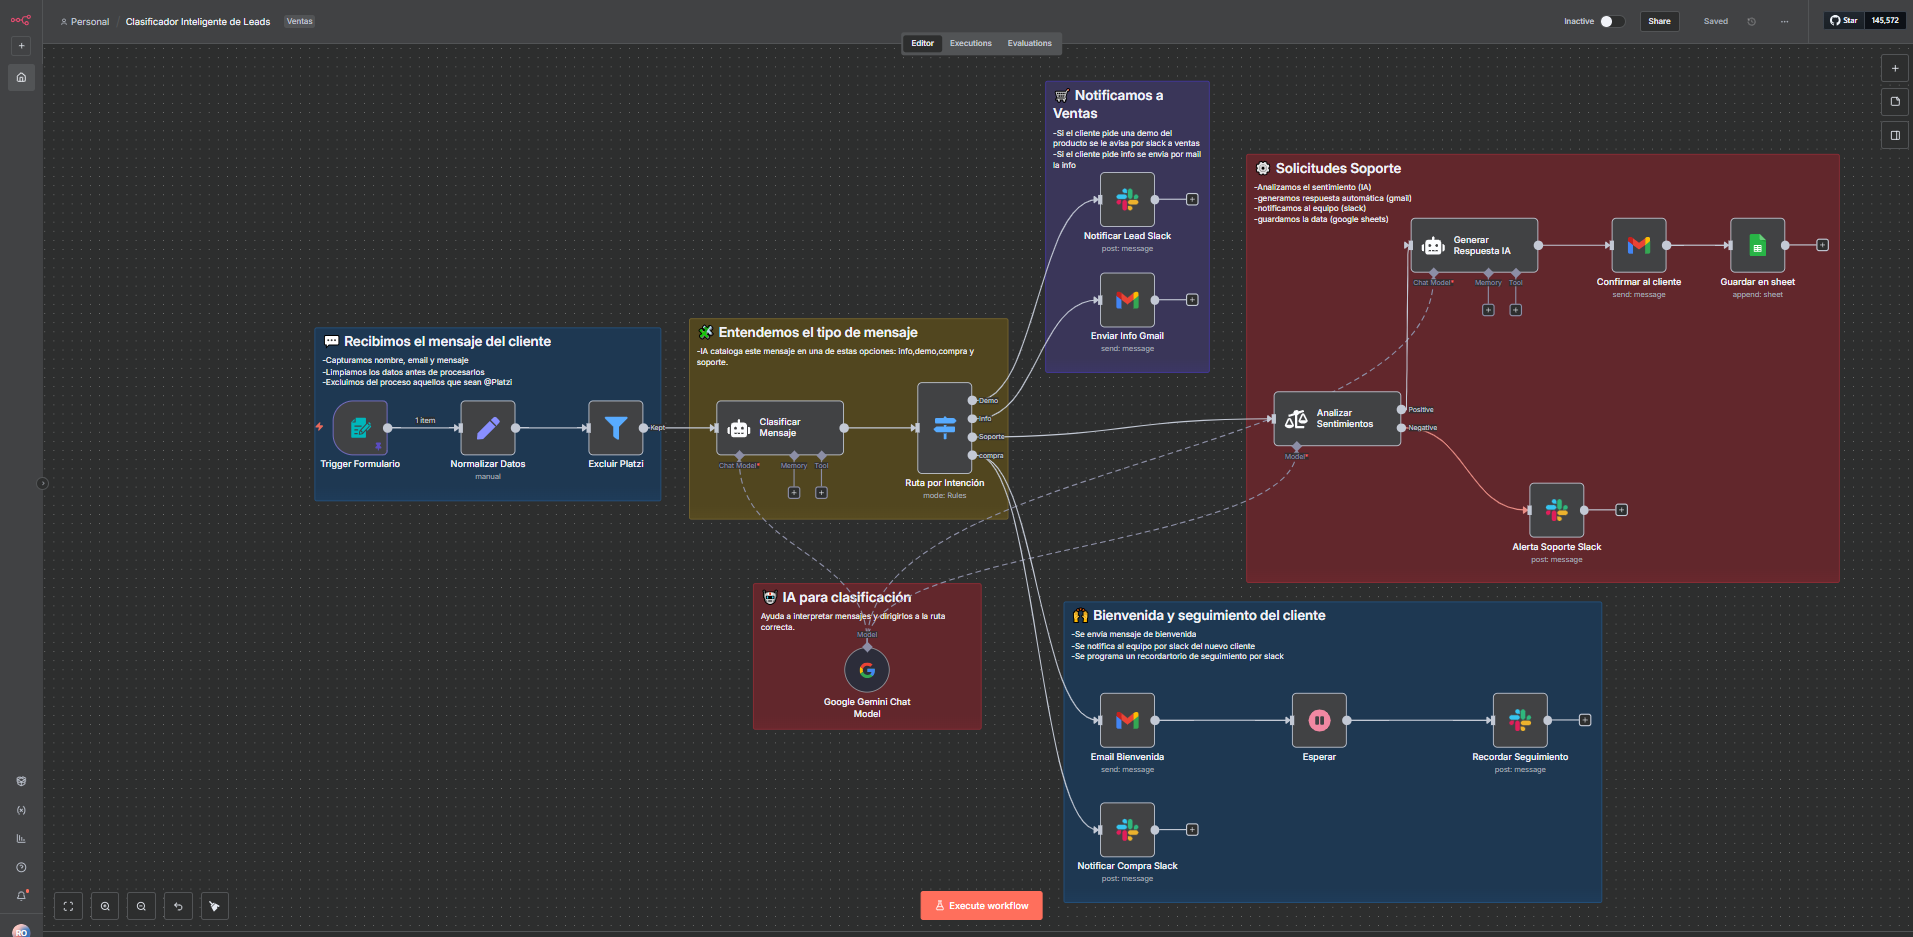 Personal / Clasificador Inteligente de Leads Ventas
Inactive Share Saved ... Star 145,572
Editor Executions Evaluations
Recibimos el mensaje del cliente
-Capturamos nombre, email y mensaje
-Limpiamos los datos antes de procesarlos
-Excluimos del proceso aquellos que sean @Platzi
1 item
Kept
Trigger Formulario
Normalizar Datos
manual
Excluir Platzi
Entendemos el tipo de mensaje
-IA cataloga este mensaje en una de estas opciones: info,demo,compra y
soporte.
Clasificar
Mensaje
Chat Model*
Memory
Tool
Demo
Info
Soporte
compra
Ruta por Intención
mode: Rules
Notificamos a
Ventas
-Si el cliente pide una demo del
producto se le avisa por slack a ventas
-Si el cliente pide info se envia por mail
la info
Notificar Lead Slack
post: message
Enviar Info Gmail
send: message
Solicitudes Soporte
-Analizamos el sentimiento (IA)
-generamos respuesta automática (gmail)
-notificamos al equipo (slack)
-guardamos la data (google sheets)
Generar
Respuesta IA
Chat Model*
Memory
Tool
Confirmar al cliente
send: message
Guardar en sheet
append: sheet
Analizar
Sentimientos
Model*
Positive
Negative
Alerta Soporte Slack
post: message
IA para clasificación
Ayuda a interpretar mensajes y dirigirlos a la ruta
correcta.
Model
Google Gemini Chat
Model
Bienvenida y seguimiento del cliente
-Se envía mensaje de bienvenida
-Se notifica al equipo por slack del nuevo cliente
-Se programa un recordartorio de seguimiento por slack
Email Bienvenida
send: message
Esperar
Recordar Seguimiento
post: message
Notificar Compra Slack
post: message
Execute workflow
RO